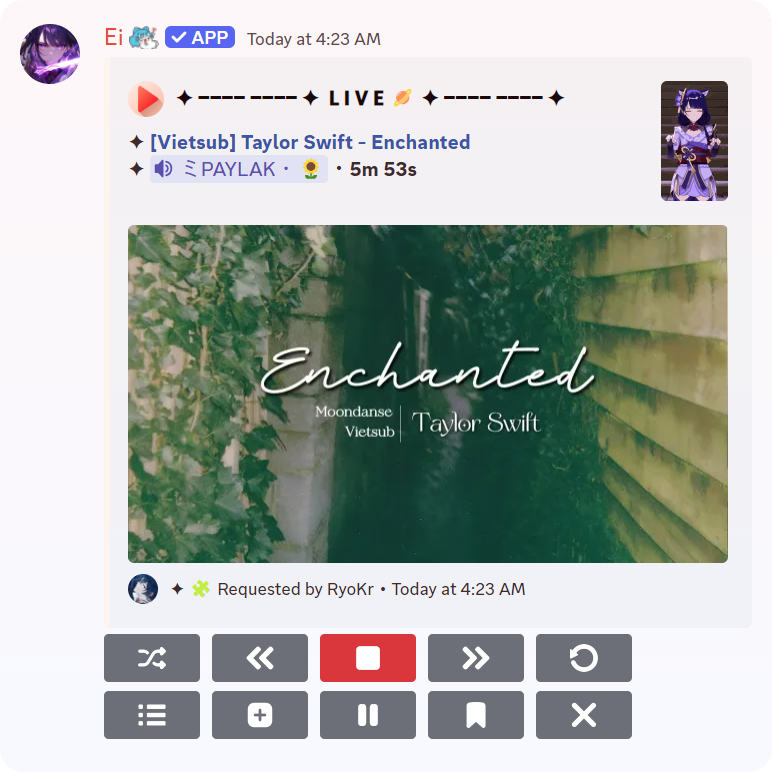 Ei ✓ APP Today at 4:23 AM
✦ ━━━━ ━━━━ ✦ LIVE 🪐 ✦ ━━━━ ━━━━ ✦
✦ [Vietsub] Taylor Swift - Enchanted
✦ 🔊 ミPAYLAK・🌻 • 5m 53s
Enchanted
Moondanse
Vietsub
Taylor Swift
✦ 🧩 Requested by RyoKr • Today at 4:23 AM